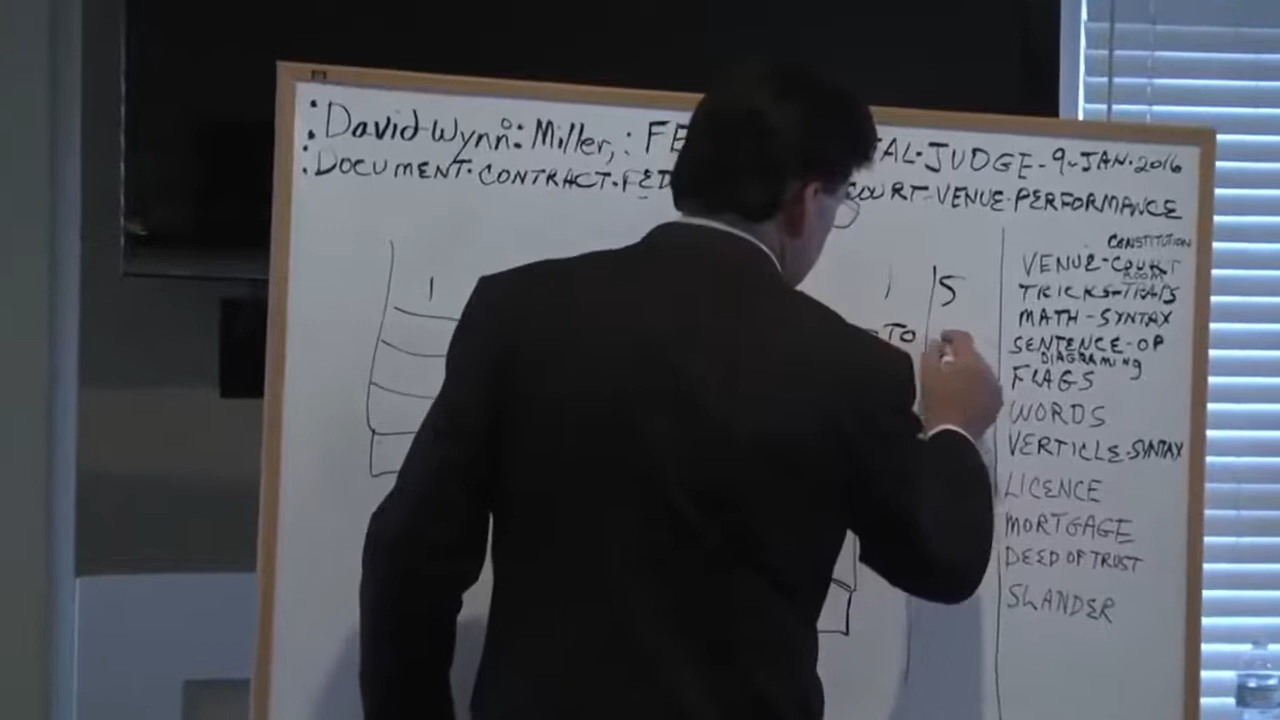 :David-Wynn: Miller, : FE TAL-JUDGE-9-JAN-2016
:DOCUMENT-CONTRACT-FED COURT-VENUE-PERFORMANCE
CONSTITUTION
VENUE-COURT
ROOM
TRICKS-TRAPS
MATH-SYNTAX
SENTENCE-OP
DIAGRAMING
FLAGS
WORDS
VERTICLE-SYNTAX
LICENCE
MORTGAGE
DEED OF TRUST
SLANDER
1
1 5
TO